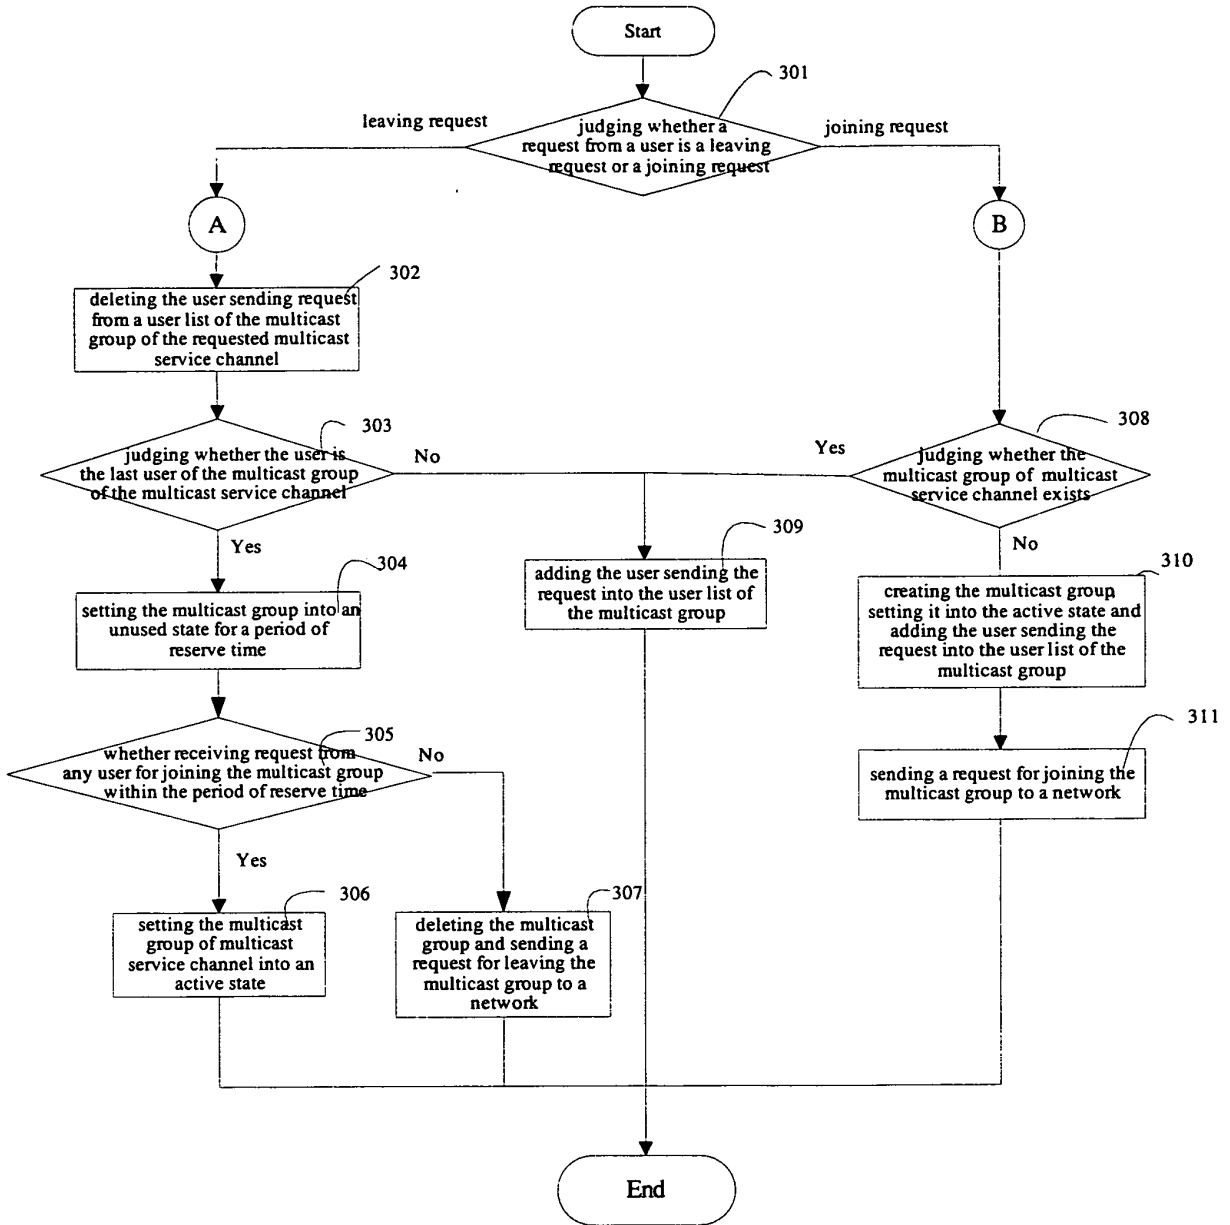 Start
301
leaving request
judging whether a
request from a user is a leaving
request or a joining request
joining request
A
B
302
deleting the user sending request
from a user list of the multicast
group of the requested multicast
service channel
303
judging whether the user is
the last user of the multicast group
of the multicast service channel
No
Yes
308
judging whether the
multicast group of multicast
service channel exists
Yes
304
setting the multicast group into an
unused state for a period of
reserve time
309
adding the user sending the
request into the user list of
the multicast group
No
310
creating the multicast group,
setting it into the active state and
adding the user sending the
request into the user list of the
multicast group
305
whether receiving request from
any user for joining the multicast group
within the period of reserve time
No
311
sending a request for joining the
multicast group to a network
Yes
306
setting the multicast
group of multicast
service channel into an
active state
307
deleting the multicast
group and sending a
request for leaving the
multicast group to a
network
End